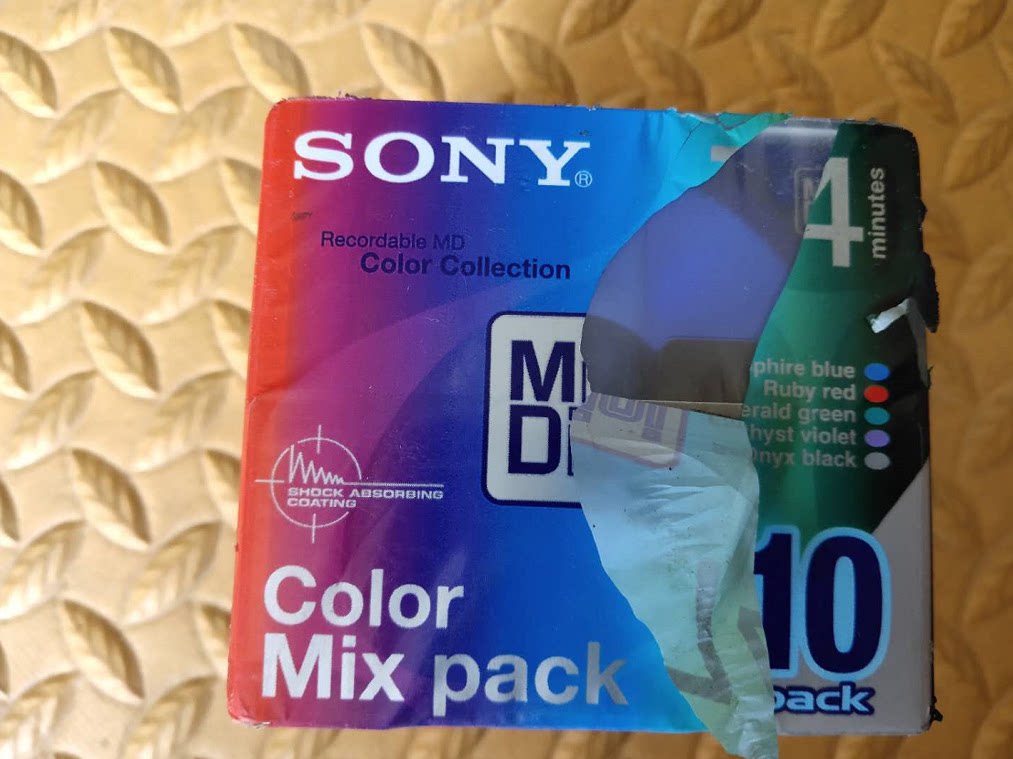 SONY®
Recordable MD
Color Collection
M
D
4
minutes
phire blue
Ruby red
erald green
hyst violet
nyx black
SHOCK ABSORBING
COATING
Color
Mix pack
10
pack